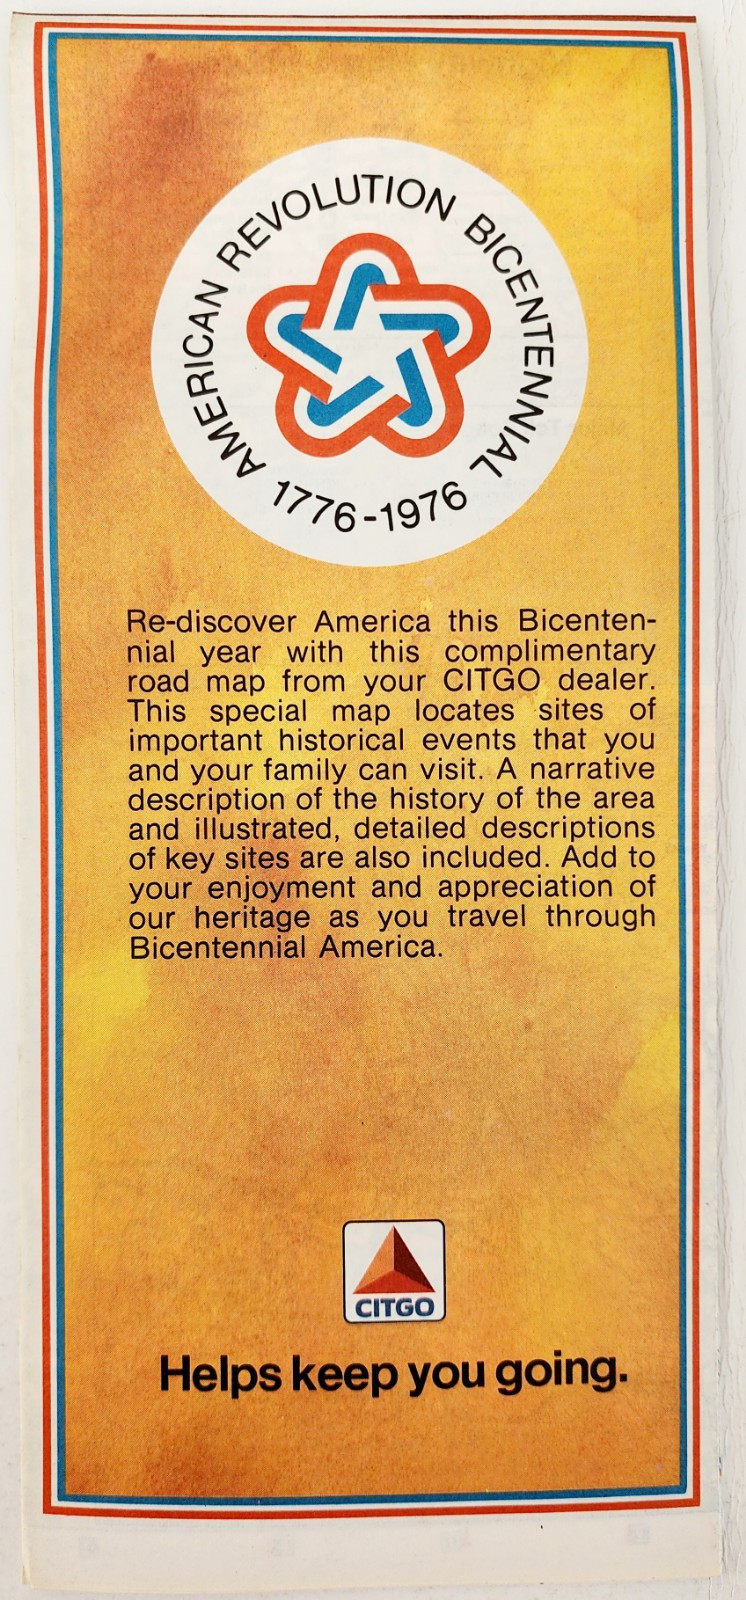 AMERICAN REVOLUTION BICENTENNIAL
1776-1976
Re-discover America this Bicenten-
nial year with this complimentary
road map from your CITGO dealer.
This special map locates sites of
important historical events that you
and your family can visit. A narrative
description of the history of the area
and illustrated, detailed descriptions
of key sites are also included. Add to
your enjoyment and appreciation of
our heritage as you travel through
Bicentennial America.
CITGO
Helps keep you going.